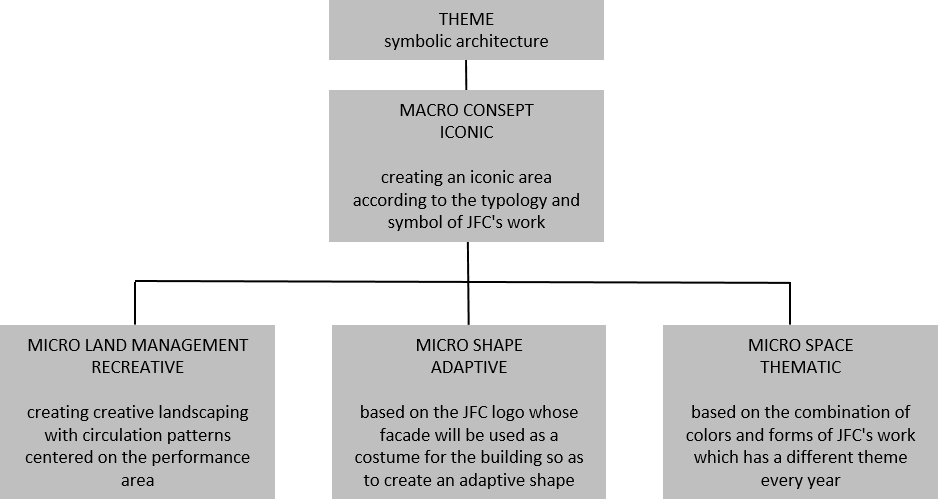 THEME
symbolic architecture
MACRO CONSEPT
ICONIC
creating an iconic area
according to the typology and
symbol of JFC's work
MICRO LAND MANAGEMENT
RECREATIVE
creating creative landscaping
with circulation patterns
centered on the performance
area
MICRO SHAPE
ADAPTIVE
based on the JFC logo whose
facade will be used as a
costume for the building so as
to create an adaptive shape
MICRO SPACE
THEMATIC
based on the combination of
colors and forms of JFC's work
which has a different theme
every year